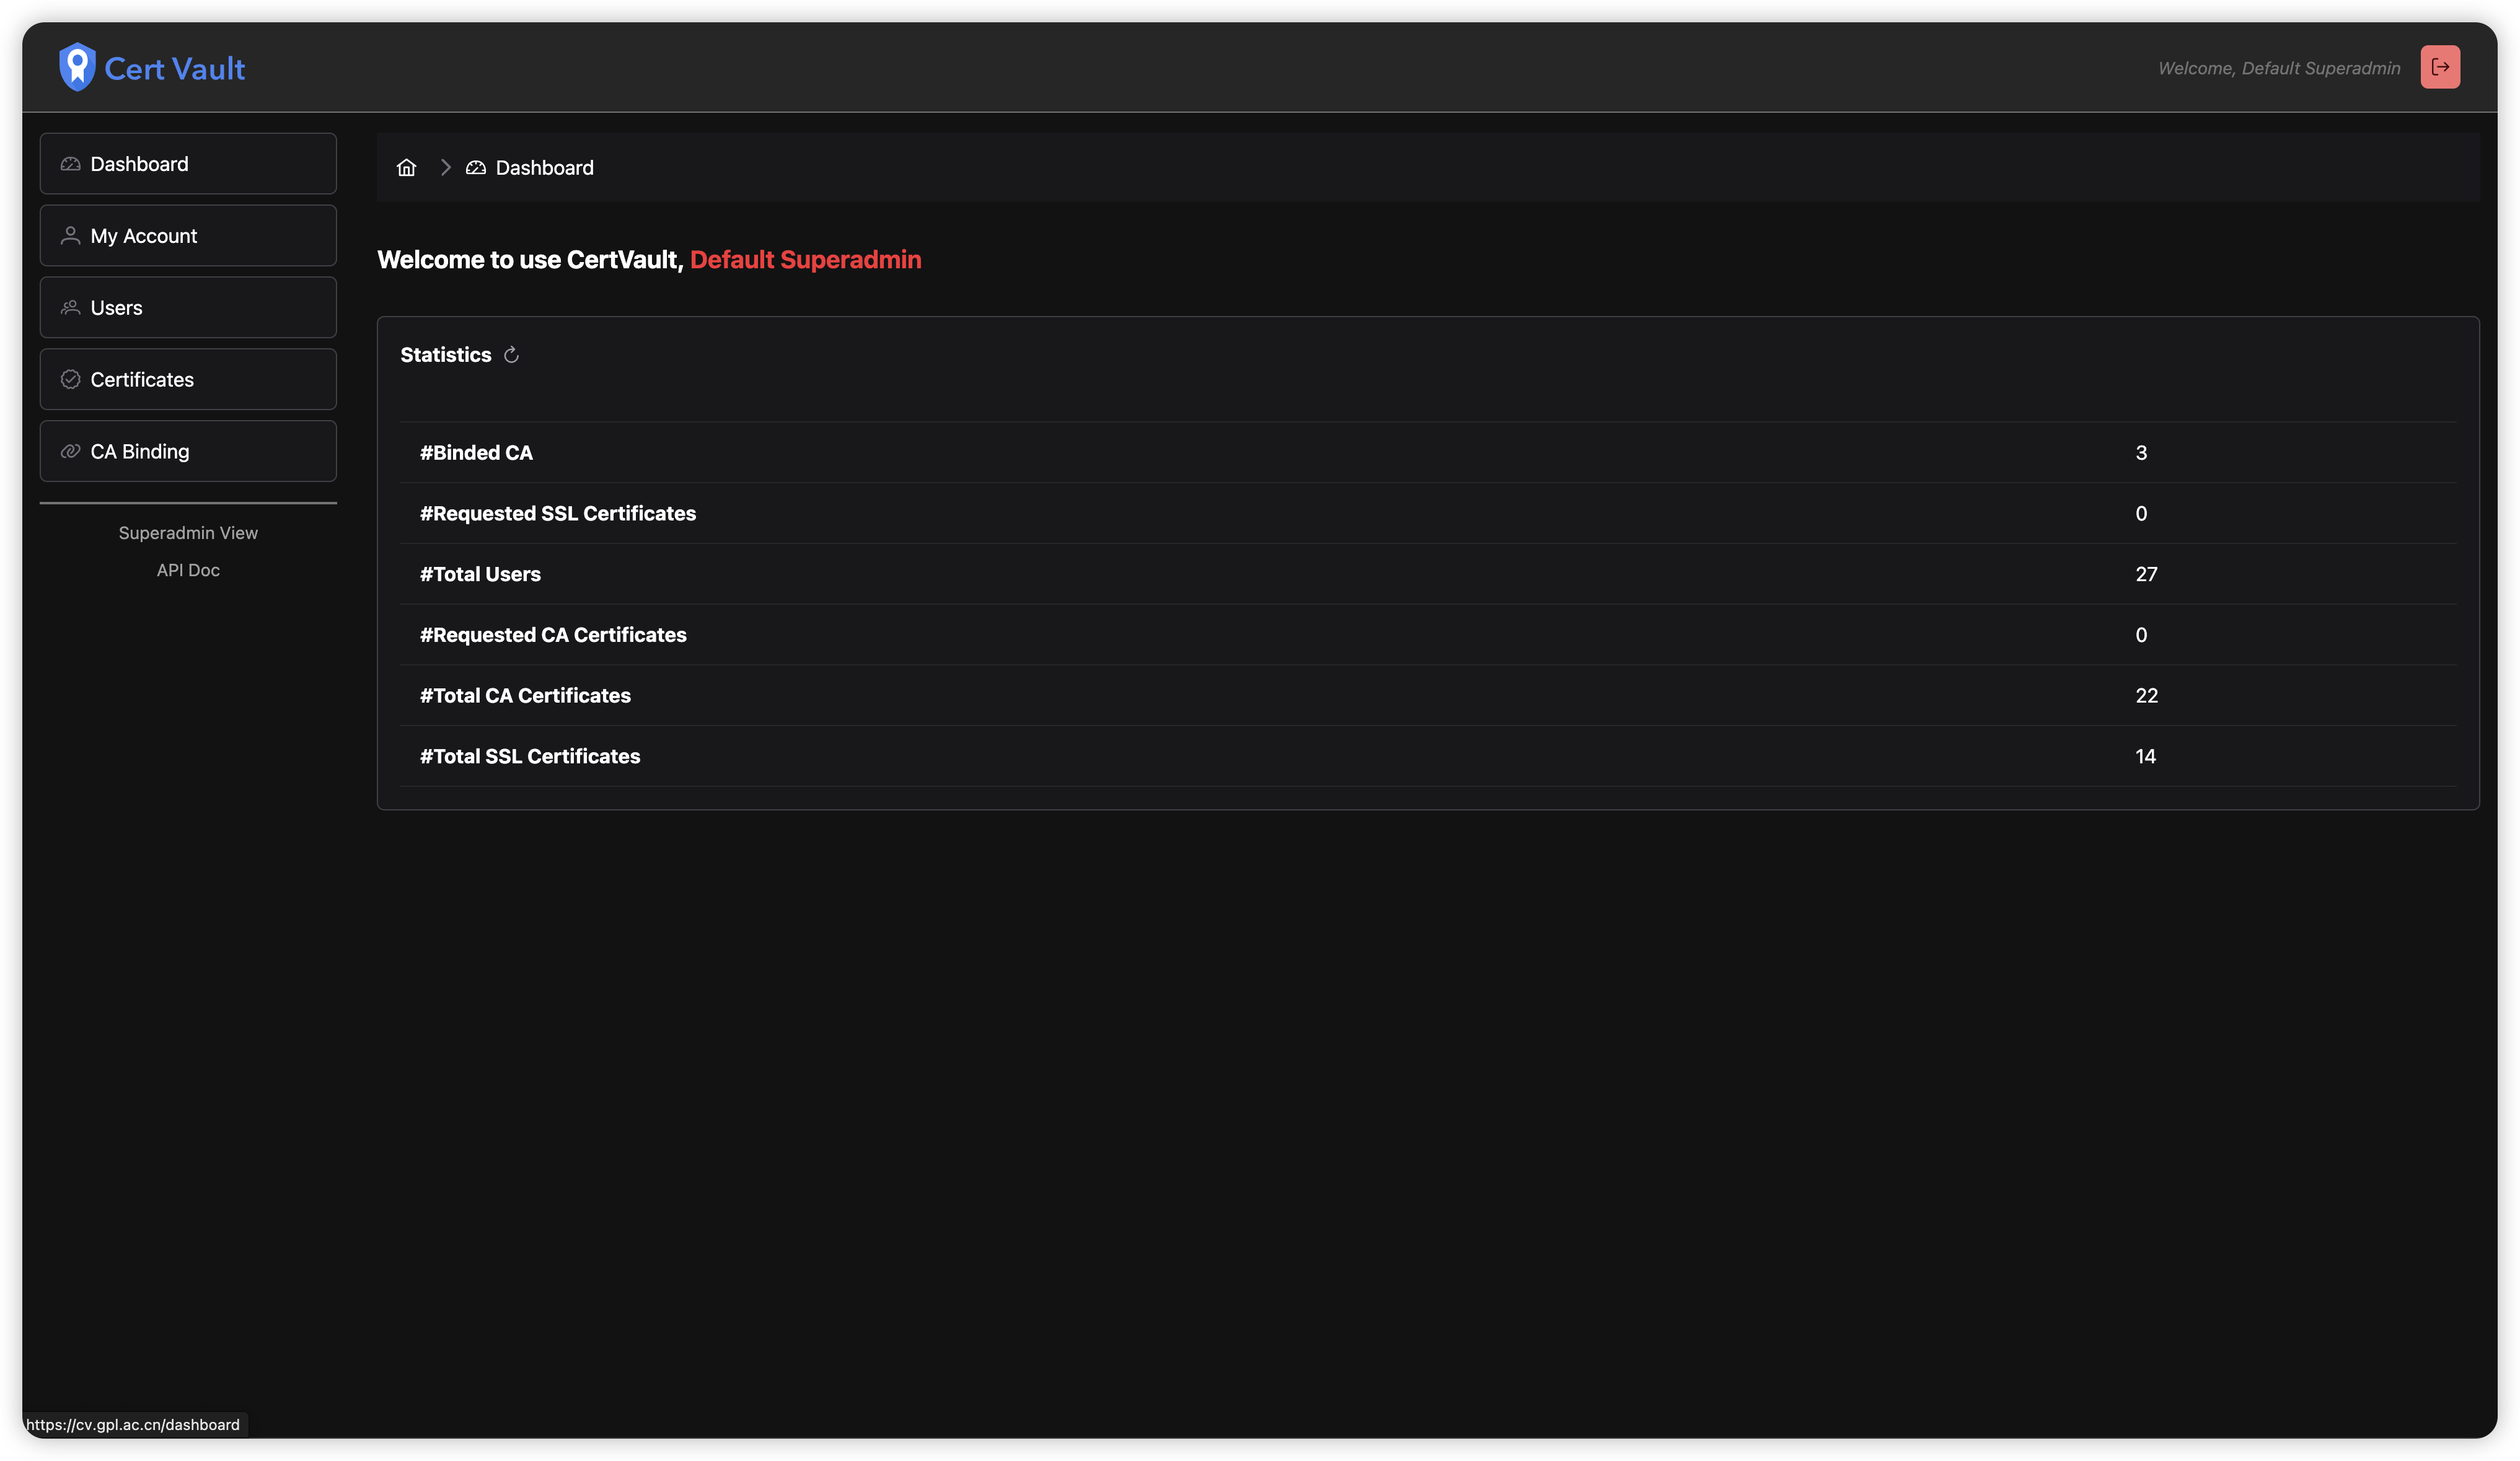 Cert Vault
Welcome, Default Superadmin
Dashboard
My Account
Users
Certificates
CA Binding
Superadmin View
API Doc
Dashboard
Welcome to use CertVault, Default Superadmin
Statistics
#Binded CA 3
#Requested SSL Certificates 0
#Total Users 27
#Requested CA Certificates 0
#Total CA Certificates 22
#Total SSL Certificates 14
https://cv.gpl.ac.cn/dashboard